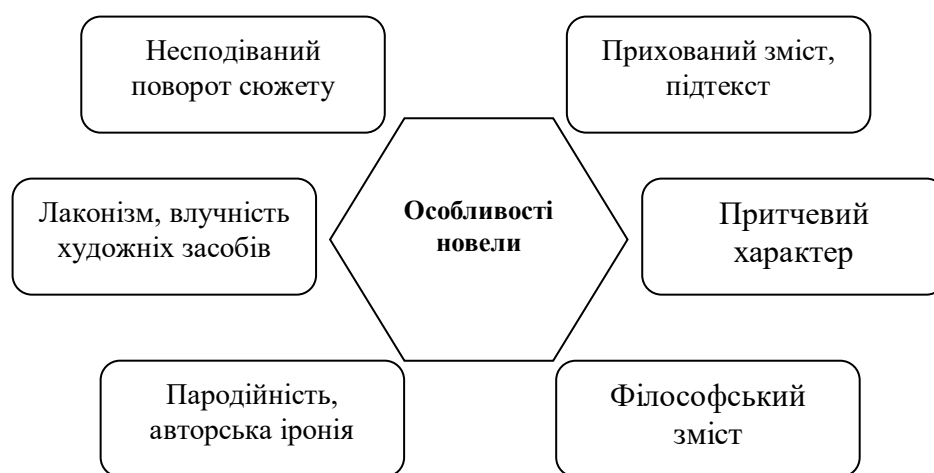 Несподіваний
поворот сюжету
Прихований зміст,
підтекст
Лаконізм, влучність
художніх засобів
Особливості
новели
Притчевий
характер
Пародійність,
авторська іронія
Філософський
зміст